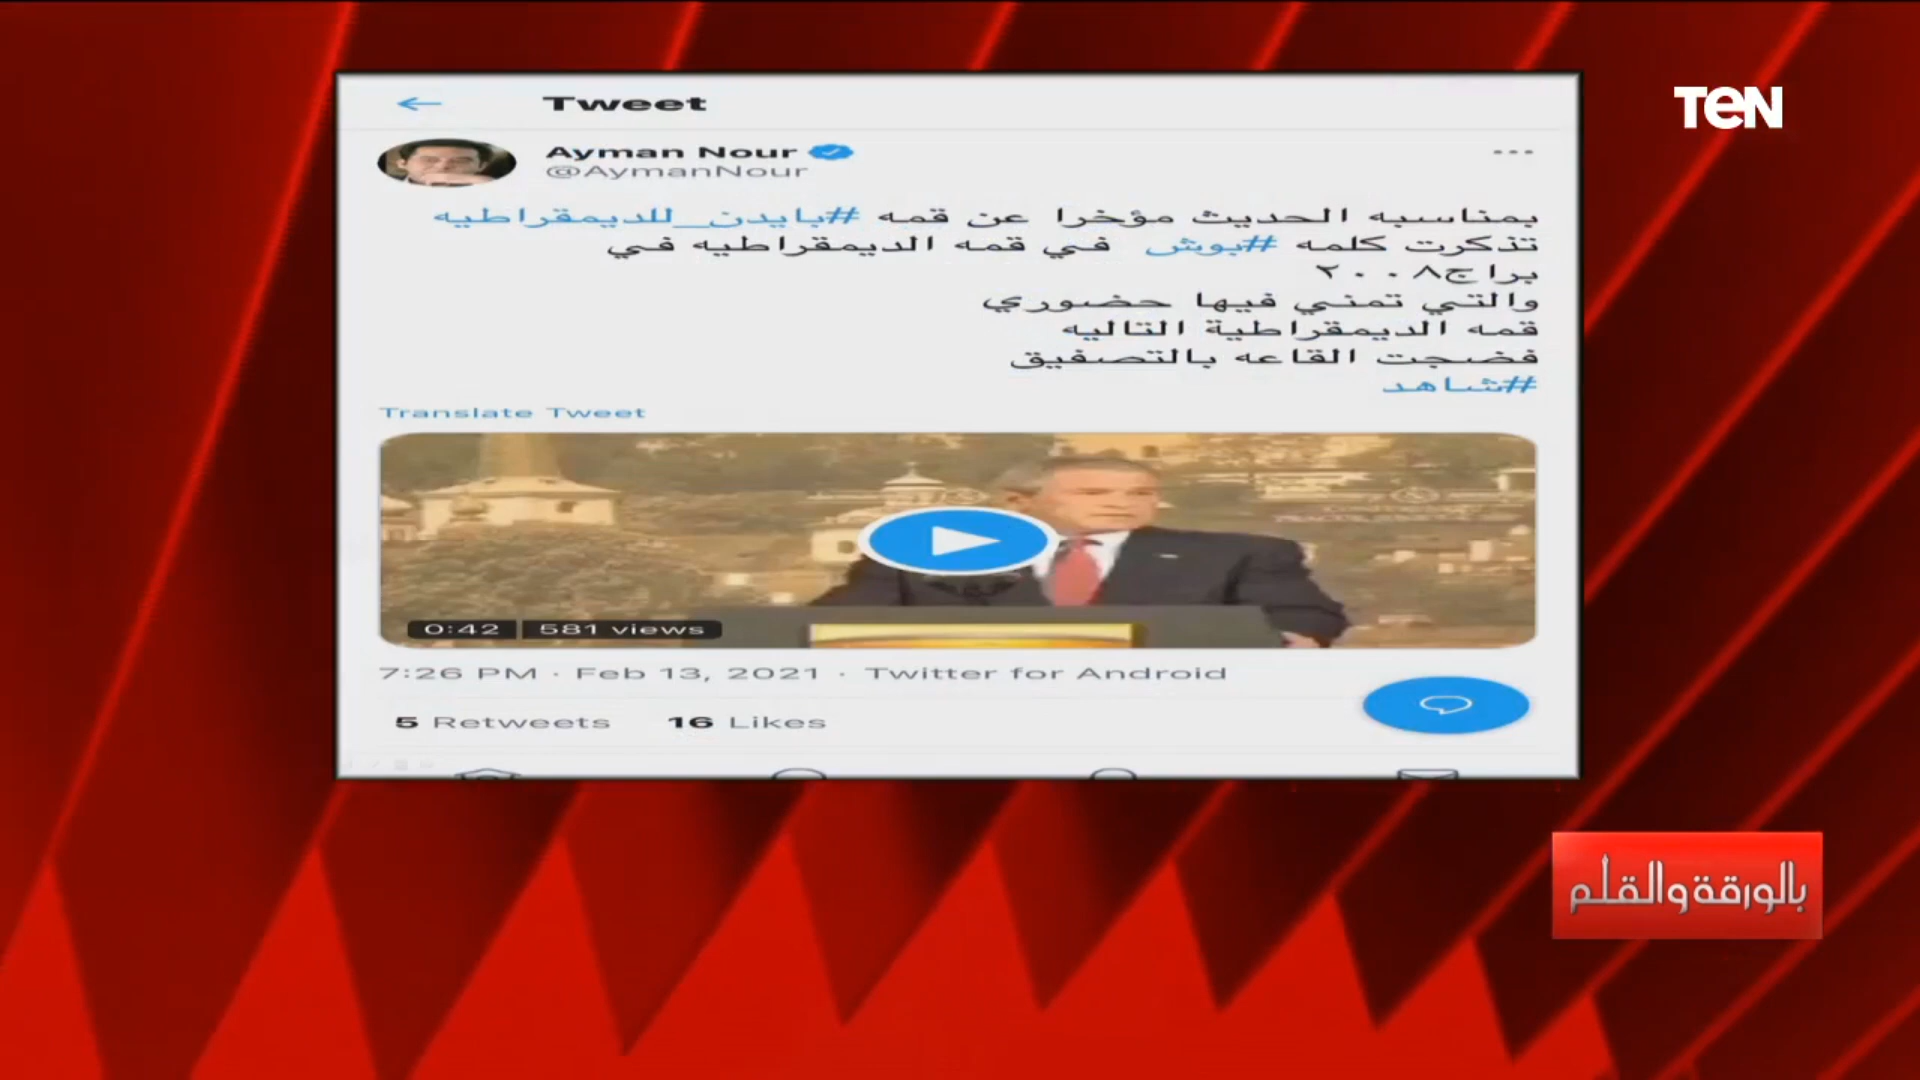 TeN
Tweet
Ayman Nour
@AymanNour
بمناسبه الحديث مؤخرا عن قمه #بايدن_للديمقراطيه
تذكرت كلمه #بوش في قمه الديمقراطيه في
براج٢٠٠٨
والتي تمني فيها حضوري
قمه الديمقراطية التاليه
فضجت القاعه بالتصفيق
#شاهد
Translate Tweet
0:42 581 views
7:26 PM · Feb 13, 2021 · Twitter for Android
5 Retweets 16 Likes
بالورقة والقلم